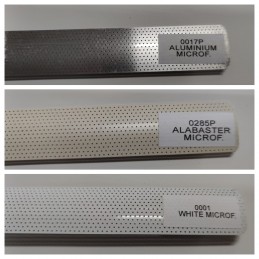 0017P
ALUMINIUM
MICROF.
0285P
ALABASTER
MICROF.
0001
WHITE MICROF.